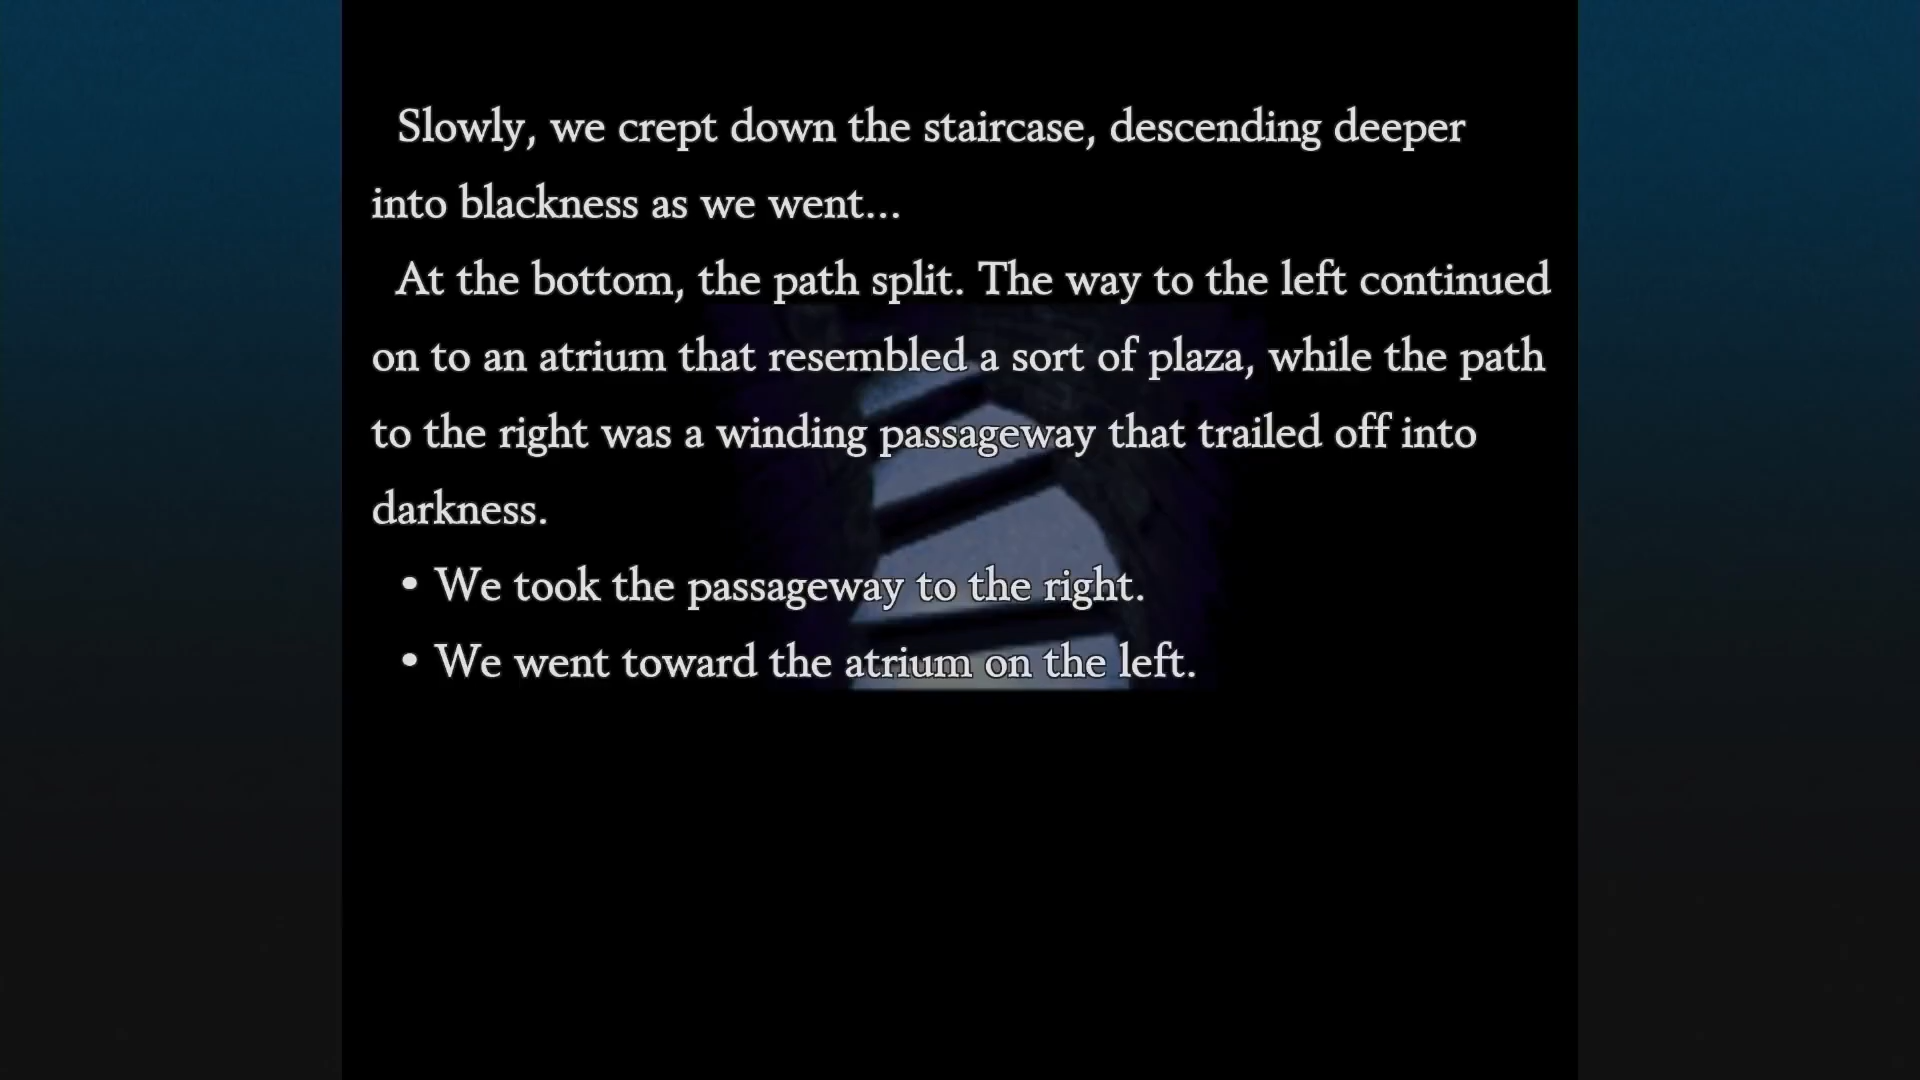 Slowly, we crept down the staircase, descending deeper
into blackness as we went...
At the bottom, the path split. The way to the left continued
on to an atrium that resembled a sort of plaza, while the path
to the right was a winding passageway that trailed off into
darkness.
• We took the passageway to the right.
• We went toward the atrium on the left.